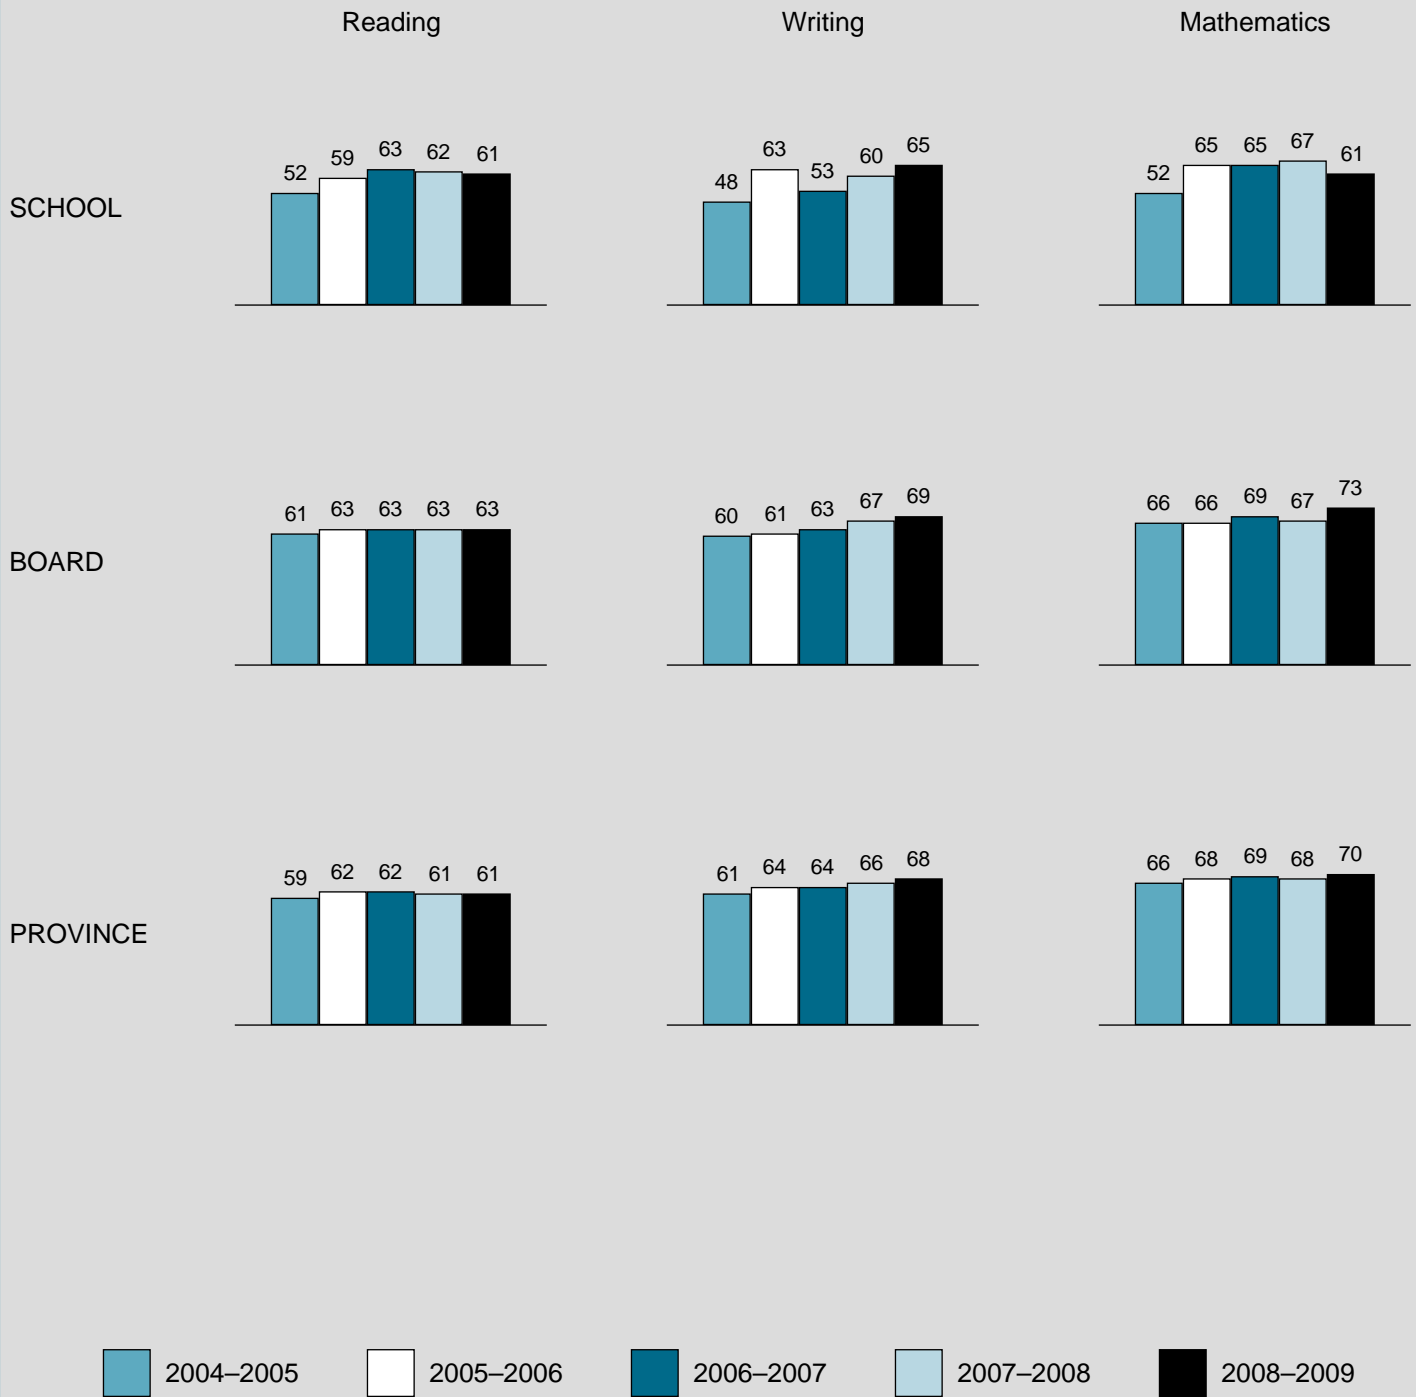 Reading Writing Mathematics
SCHOOL
52 59 63 62 61
48 63 53 60 65
52 65 65 67 61
BOARD
61 63 63 63 63
60 61 63 67 69
66 66 69 67 73
PROVINCE
59 62 62 61 61
61 64 64 66 68
66 68 69 68 70
2004–2005 2005–2006 2006–2007 2007–2008 2008–2009